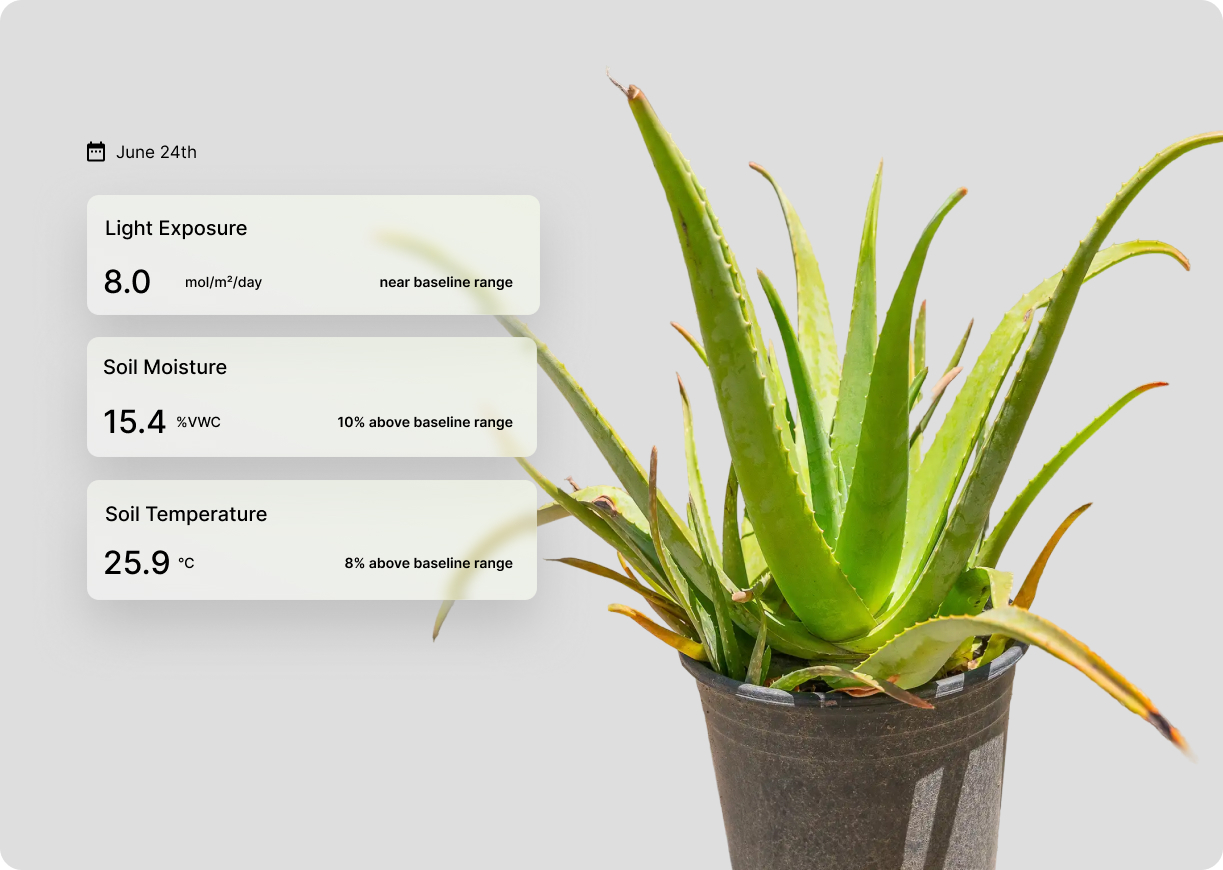 June 24th
Light Exposure
8.0 mol/m²/day near baseline range
Soil Moisture
15.4 %VWC 10% above baseline range
Soil Temperature
25.9 °C 8% above baseline range